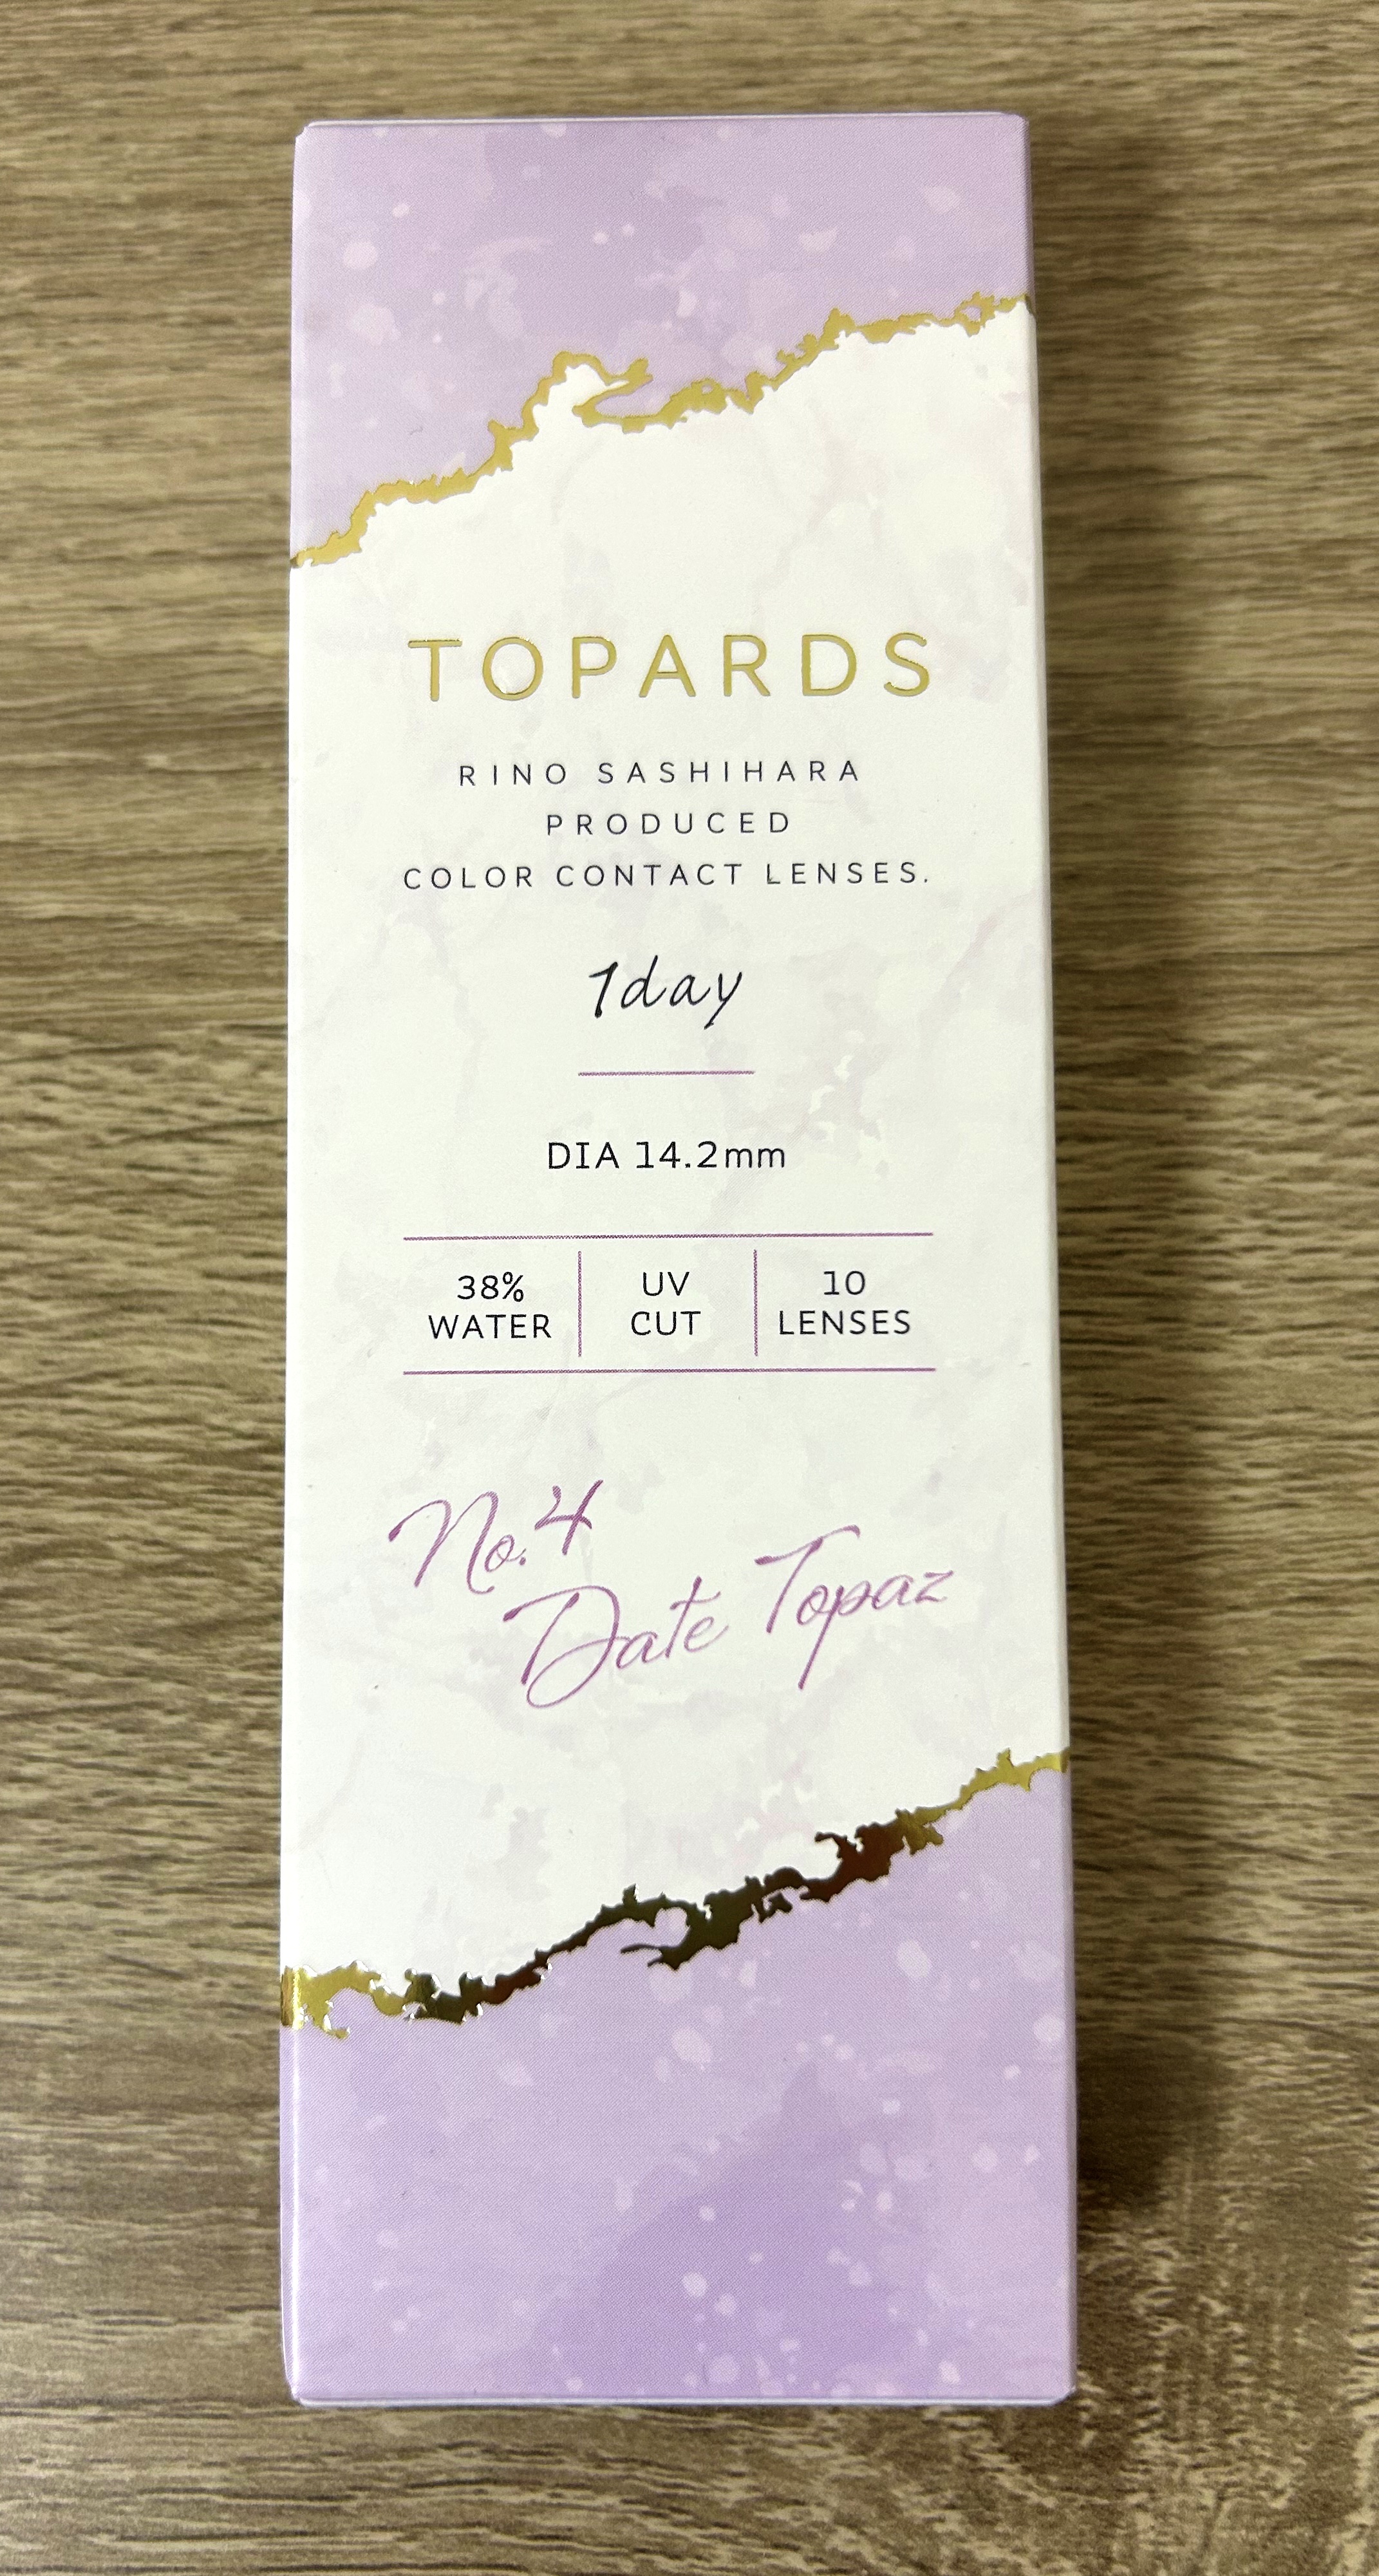 TOPARDS
RINO SASHIHARA
PRODUCED
COLOR CONTACT LENSES.
1day
DIA 14.2mm
38% WATER
UV CUT
10 LENSES
No.4
Date Topaz